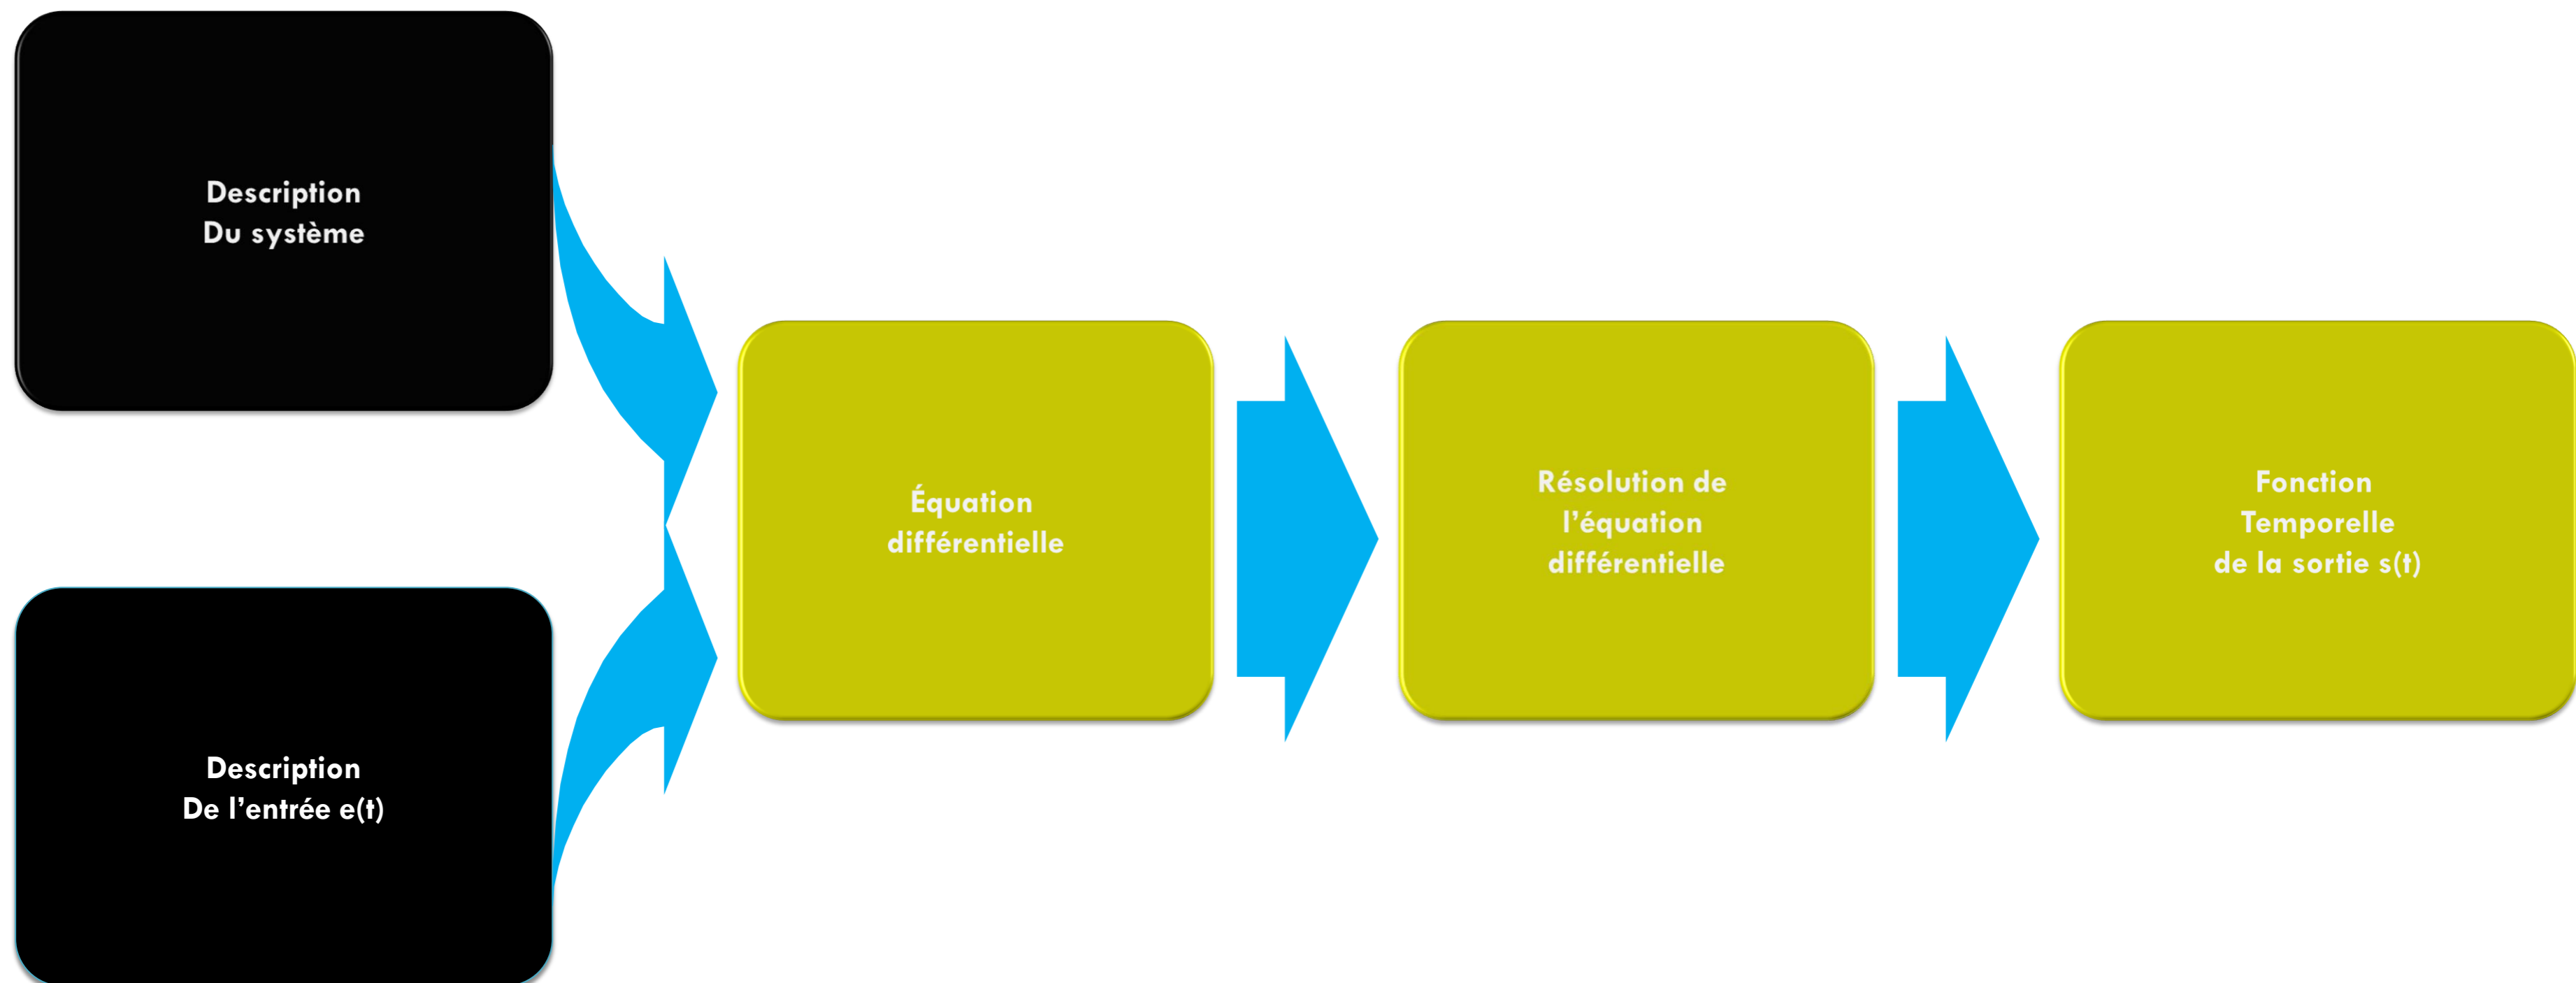 Description
Du système
Description
De l'entrée e(t)
Équation
différentielle
Résolution de
l'équation
différentielle
Fonction
Temporelle
de la sortie s(t)